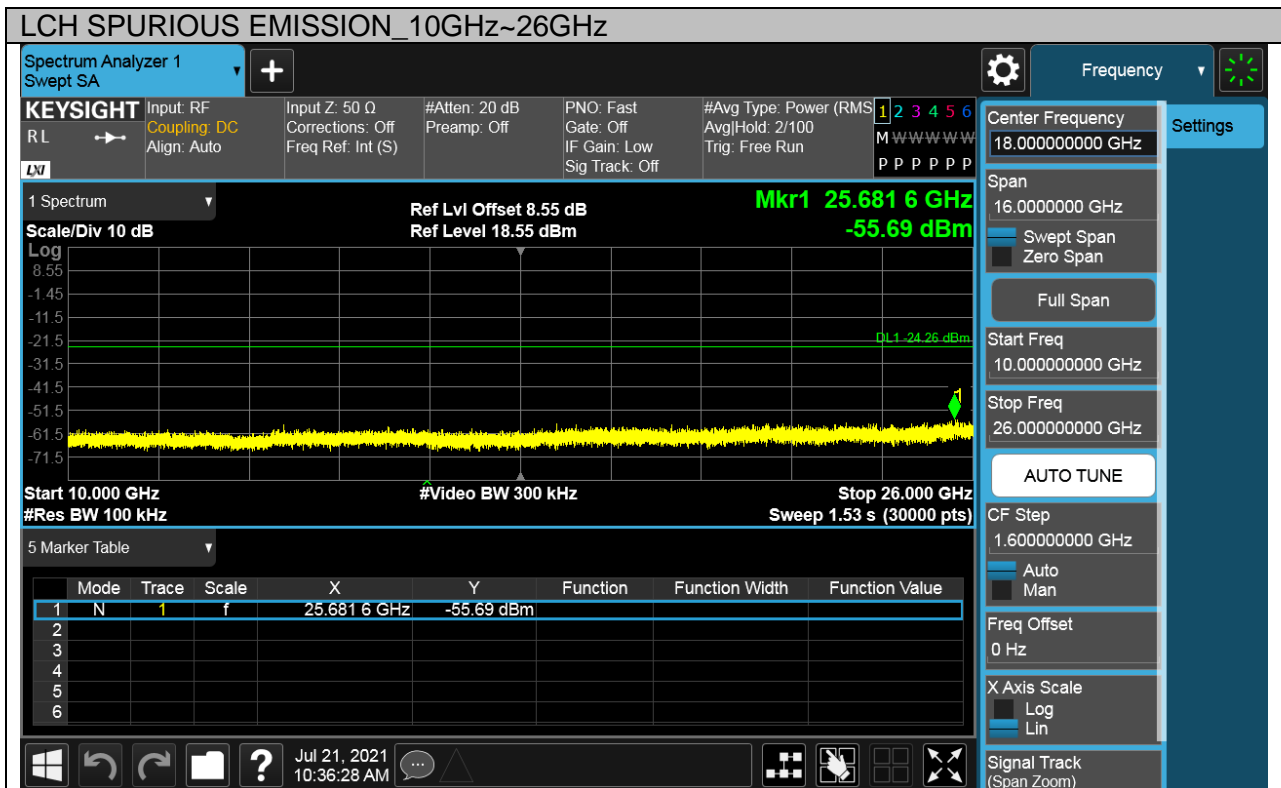 LCH SPURIOUS EMISSION_10GHz~26GHz
Spectrum Analyzer 1
Swept SA
+
Frequency
KEYSIGHT
RL
LXI
Input: RF
Coupling: DC
Align: Auto
Input Z: 50 Ω
Corrections: Off
Freq Ref: Int (S)
#Atten: 20 dB
Preamp: Off
PNO: Fast
Gate: Off
IF Gain: Low
Sig Track: Off
#Avg Type: Power (RMS
Avg|Hold: 2/100
Trig: Free Run
1 2 3 4 5 6
M W W W W W
P P P P P P
1 Spectrum
Scale/Div 10 dB
Ref Lvl Offset 8.55 dB
Ref Level 18.55 dBm
Mkr1 25.681 6 GHz
-55.69 dBm
Log
8.55
-1.45
-11.5
-21.5
-31.5
-41.5
-51.5
-61.5
-71.5
DL1 -24.26 dBm
1
Start 10.000 GHz
#Video BW 300 kHz
Stop 26.000 GHz
#Res BW 100 kHz
Sweep 1.53 s (30000 pts)
5 Marker Table
Mode Trace Scale X Y Function Function Width Function Value
1 N 1 f 25.681 6 GHz -55.69 dBm
2
3
4
5
6
Jul 21, 2021
10:36:28 AM
?
Center Frequency
18.000000000 GHz
Settings
Span
16.0000000 GHz
Swept Span
Zero Span
Full Span
Start Freq
10.000000000 GHz
Stop Freq
26.000000000 GHz
AUTO TUNE
CF Step
1.600000000 GHz
Auto
Man
Freq Offset
0 Hz
X Axis Scale
Log
Lin
Signal Track
(Span Zoom)